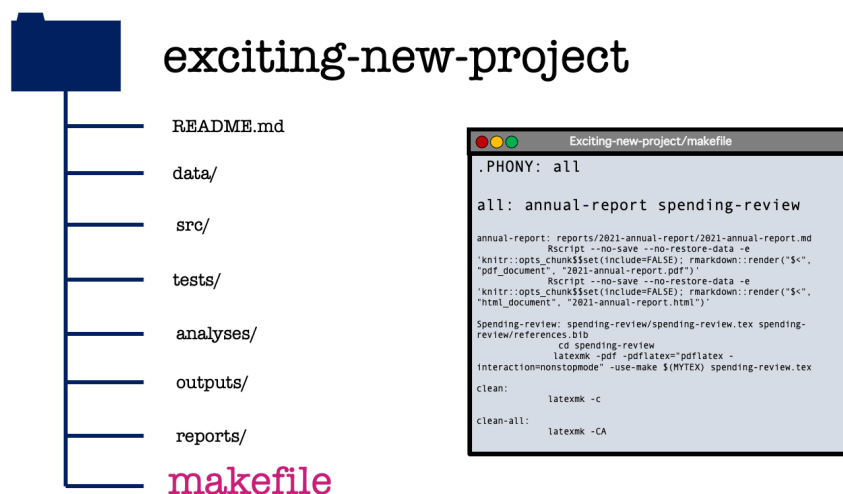 exciting-new-project
README.md
data/
src/
tests/
analyses/
outputs/
reports/
makefile
Exciting-new-project/makefile
.PHONY: all
all: annual-report spending-review
annual-report: reports/2021-annual-report/2021-annual-report.md
Rscript --no-save --no-restore-data -e
'knitr::opts_chunk$$set(include=FALSE); rmarkdown::render("$<",
"pdf_document", "2021-annual-report.pdf")'
Rscript --no-save --no-restore-data -e
'knitr::opts_chunk$$set(include=FALSE); rmarkdown::render("$<",
"html_document", "2021-annual-report.html")'
Spending-review: spending-review/spending-review.tex spending-
review/references.bib
cd spending-review
latexmk -pdf -pdflatex="pdflatex -
interaction=nonstopmode" -use-make $(MYTEX) spending-review.tex
clean:
latexmk -c
clean-all:
latexmk -CA